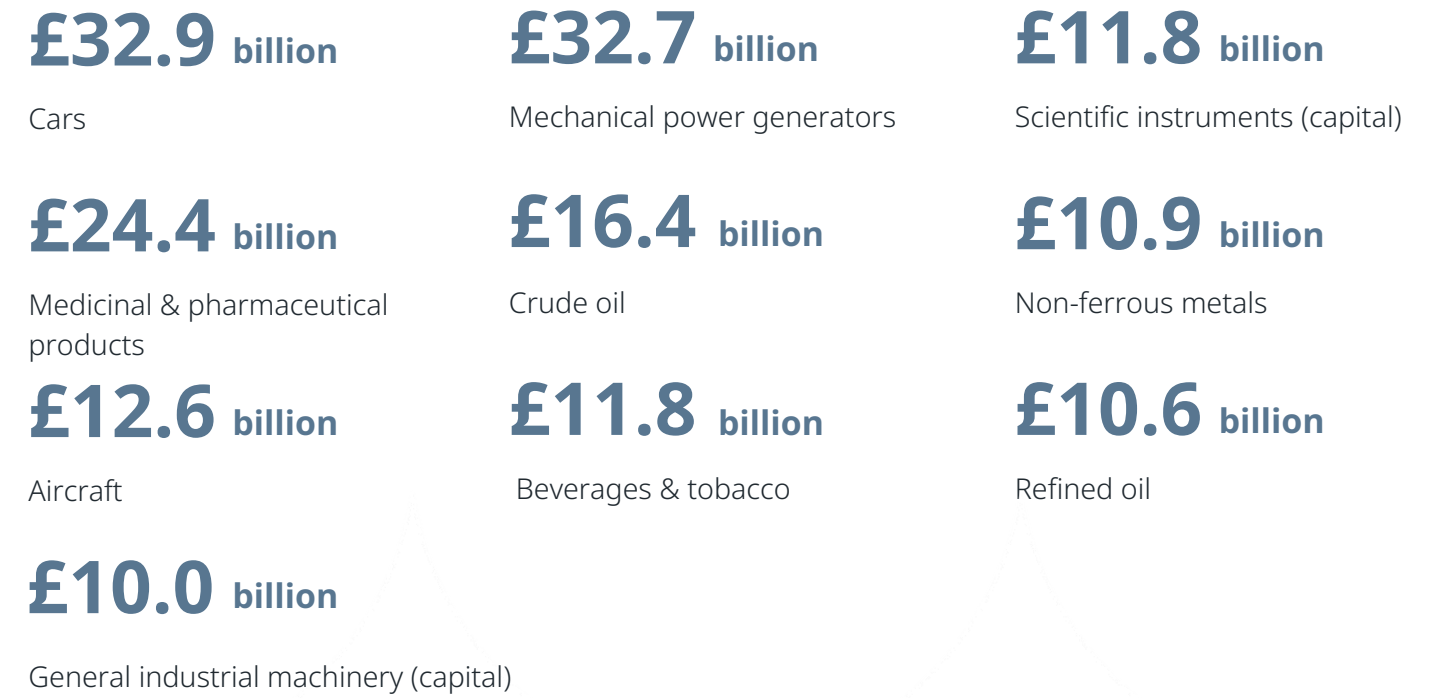 £32.9 billion
Cars
£32.7 billion
Mechanical power generators
£11.8 billion
Scientific instruments (capital)
£24.4 billion
Medicinal & pharmaceutical
products
£16.4 billion
Crude oil
£10.9 billion
Non-ferrous metals
£12.6 billion
Aircraft
£11.8 billion
Beverages & tobacco
£10.6 billion
Refined oil
£10.0 billion
General industrial machinery (capital)